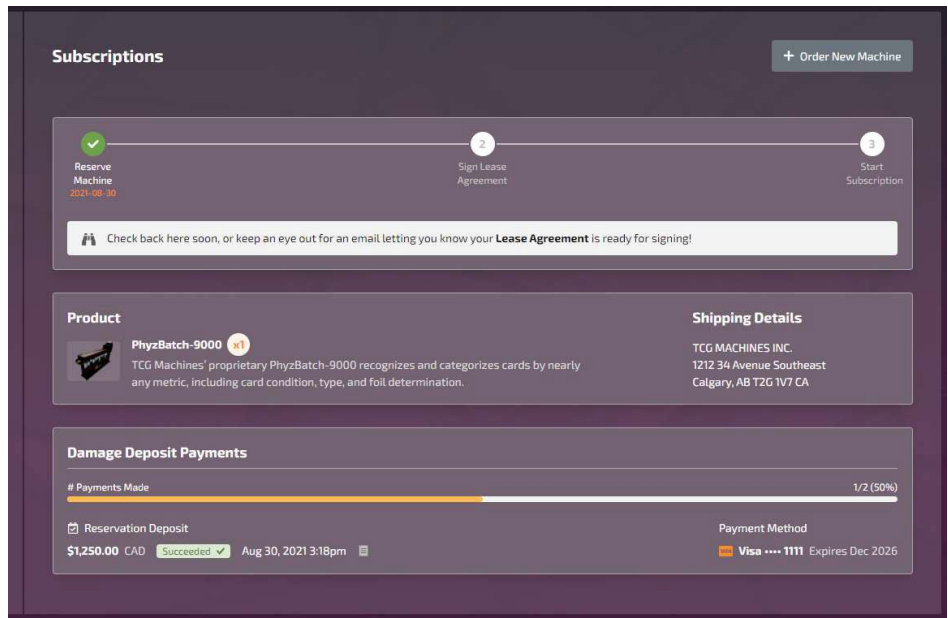 Subscriptions
+ Order New Machine
2
3
Reserve
Machine
2021-08-30
Sign Lease
Agreement
Start
Subscription
Check back here soon, or keep an eye out for an email letting you know your Lease Agreement is ready for signing!
Product
PhyzBatch-9000 x1
TCG Machines' proprietary PhyzBatch-9000 recognizes and categorizes cards by nearly
any metric, including card condition, type, and foil determination.
Shipping Details
TCG MACHINES INC.
1212 34 Avenue Southeast
Calgary, AB T2G 1V7 CA
Damage Deposit Payments
# Payments Made
1/2 (50%)
Reservation Deposit
$1,250.00 CAD Succeeded ✓ Aug 30, 2021 3:18pm
Payment Method
VISA Visa •••• 1111 Expires Dec 2026